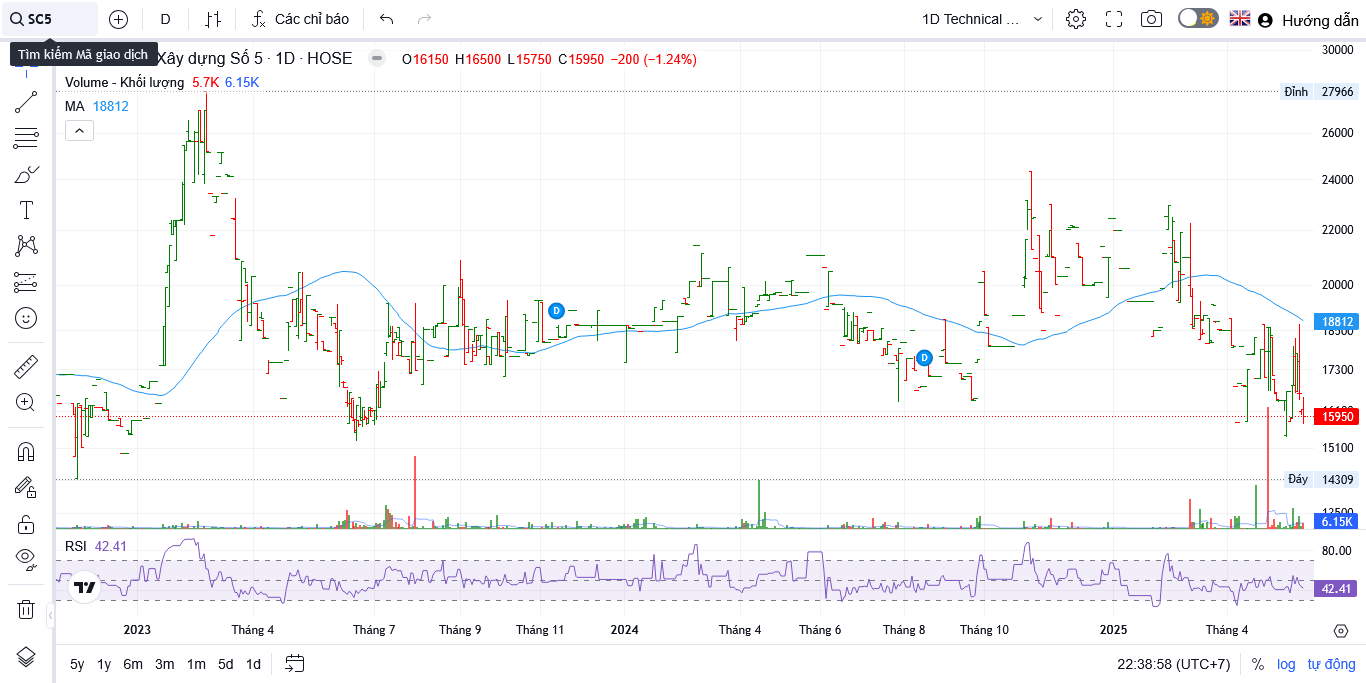 SC5
D
Các chỉ báo
1D Technical ...
Hướng dẫn
Tìm kiếm Mã giao dịch
Xây dựng Số 5 · 1D · HOSE
O16150 H16500 L15750 C15950 −200 (−1.24%)
Volume - Khối lượng 5.7K 6.15K
MA 18812
30000
Đỉnh 27966
26000
24000
22000
20000
18812
18500
17300
15950
15100
Đáy 14309
12500
6.15K
D
D
RSI 42.41
80.00
42.41
2023 Tháng 4 Tháng 7 Tháng 9 Tháng 11 2024 Tháng 4 Tháng 6 Tháng 8 Tháng 10 2025 Tháng 4
5y 1y 6m 3m 1m 5d 1d
22:38:58 (UTC+7) % log tự động